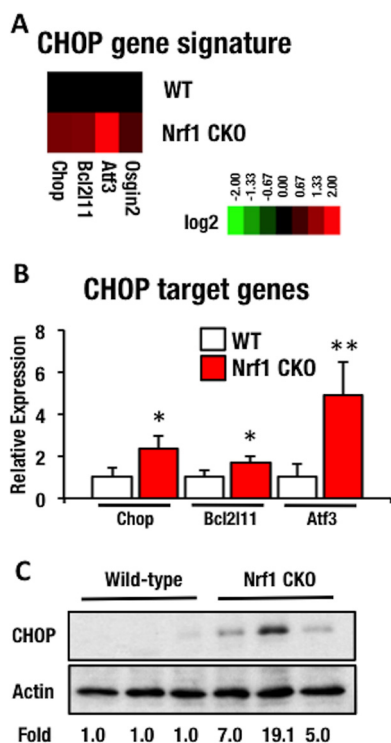 A
CHOP gene signature
WT
Nrf1 CKO
Chop Bcl2l11 Atf3 Osgin2
-2.00 -1.33 -0.67 0.00 0.67 1.33 2.00
log2
B
CHOP target genes
8
6
4
2
0
Relative Expression
WT
Nrf1 CKO
* * **
Chop Bcl2l11 Atf3
C
Wild-type Nrf1 CKO
CHOP
Actin
Fold 1.0 1.0 1.0 7.0 19.1 5.0